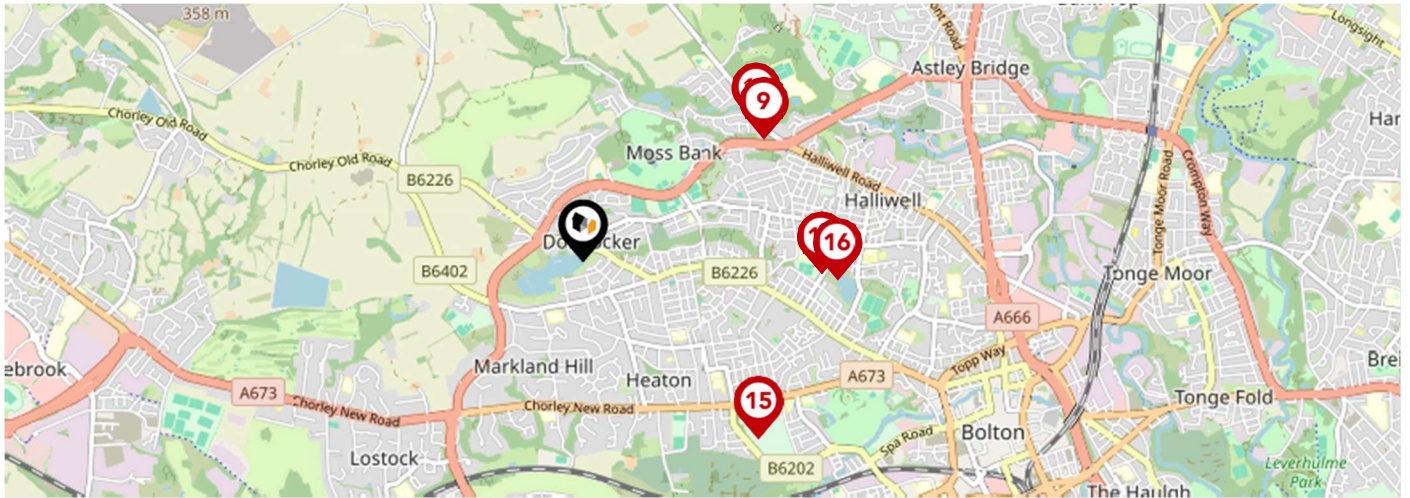 358 m
Longsight
Astley Bridge
Chorley Old Road
9
Moss Bank
Chorley Old Road
B6226
Halliwell Road
Halliwell
Crompton Way
Tonge Moor Road
16
B6402
B6226
Tonge Moor
A666
Markland Hill
Heaton
A673
Topp Way
ebrook
A673
Chorley New Road
Chorley New Road
15
Tonge Fold
Lostock
B6202
Spa Road
Bolton
Leverhulme
Park
The Haulgh